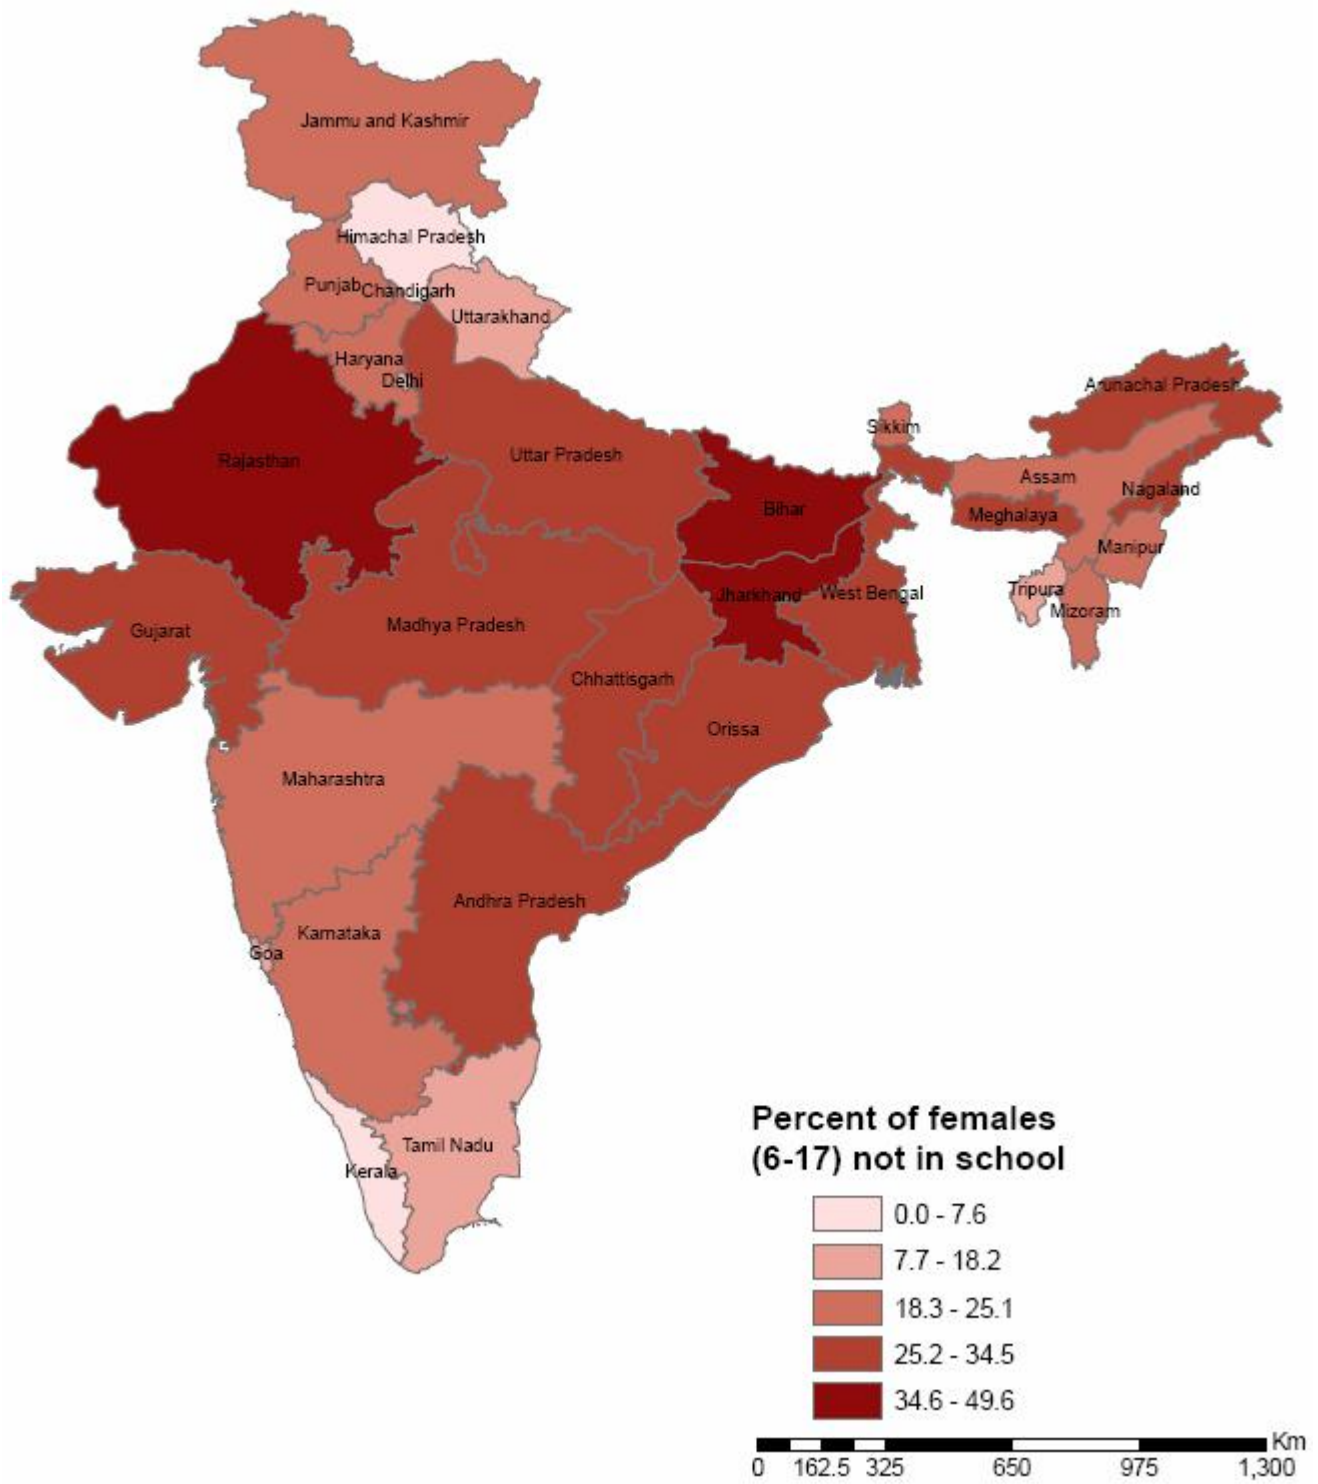 Jammu and Kashmir
Himachal Pradesh
Punjab
Chandigarh
Uttarakhand
Haryana
Delhi
Arunachal Pradesh
Sikkim
Rajasthan
Uttar Pradesh
Assam
Nagaland
Bihar
Meghalaya
Manipur
Tripura
Jharkhand
West Bengal
Mizoram
Gujarat
Madhya Pradesh
Chhattisgarh
Orissa
Maharashtra
Andhra Pradesh
Karnataka
Goa
Tamil Nadu
Kerala
Percent of females
(6-17) not in school
0.0 - 7.6
7.7 - 18.2
18.3 - 25.1
25.2 - 34.5
34.6 - 49.6
Km
0 162.5 325 650 975 1,300